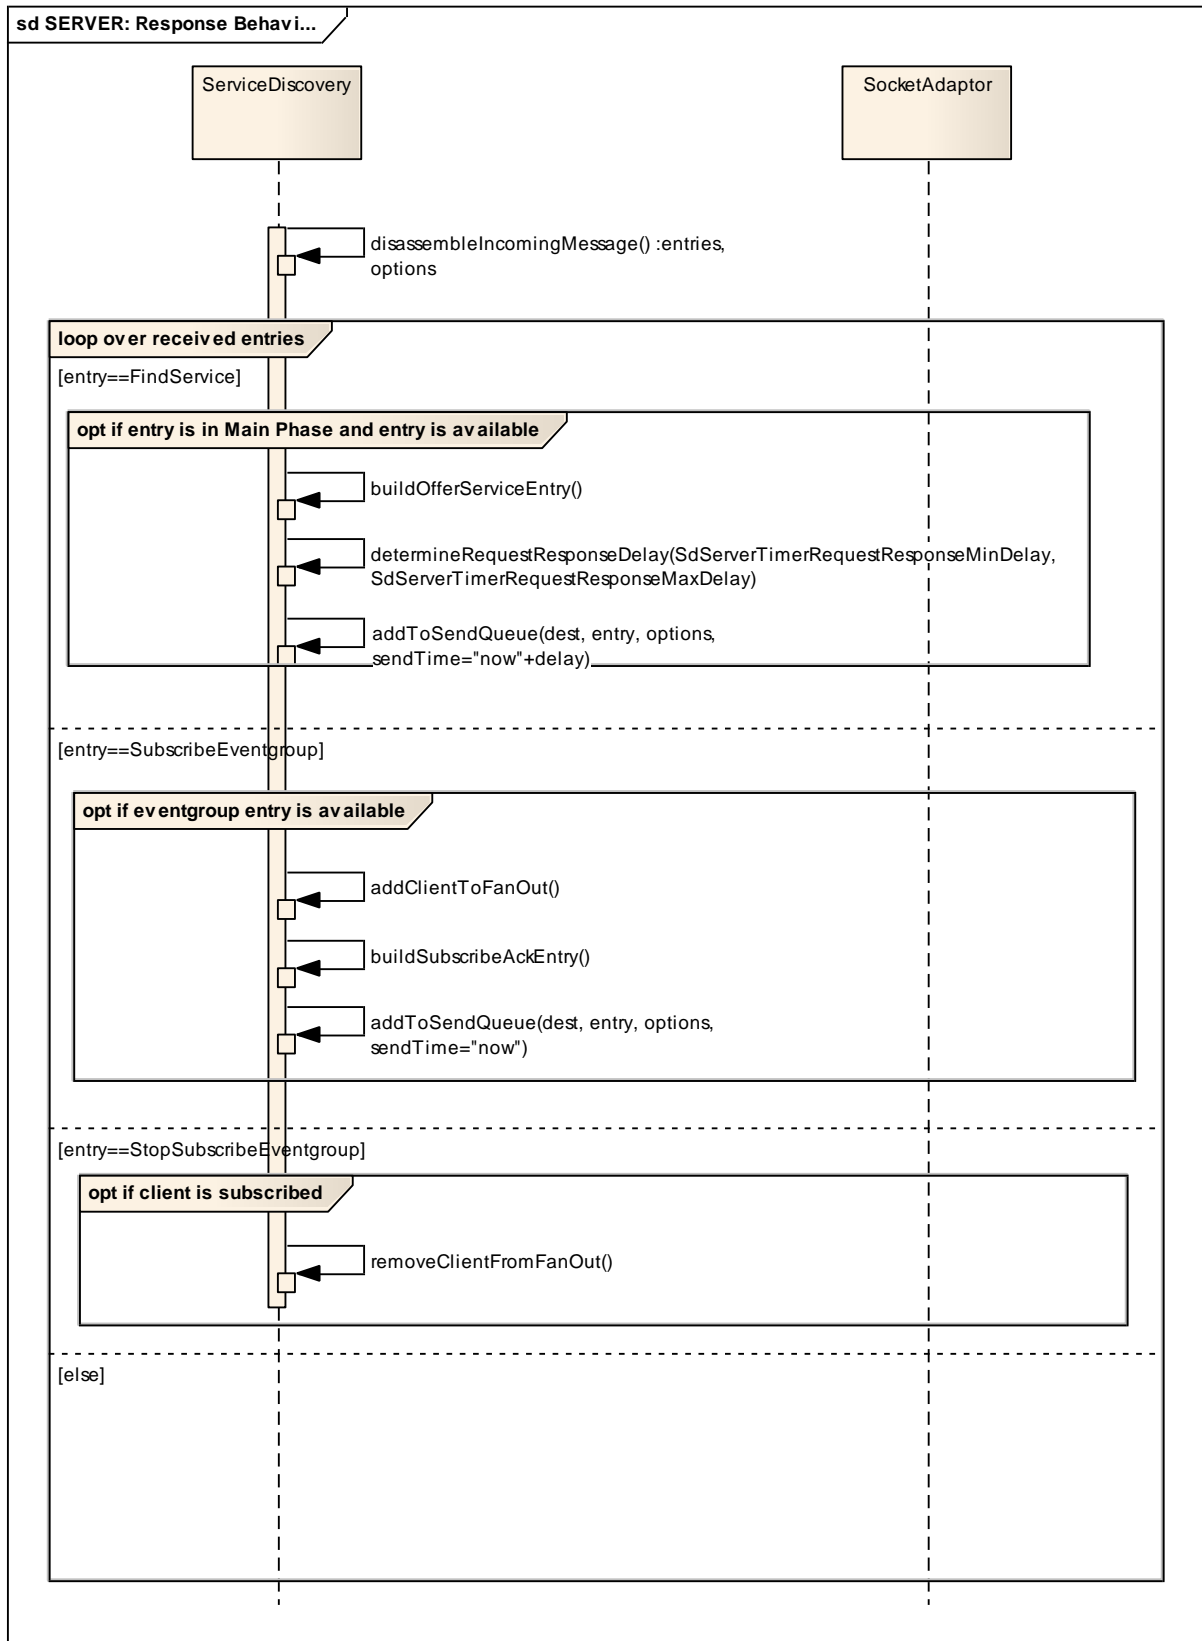 sd SERVER: Response Behavi...
ServiceDiscovery
SocketAdaptor
disassembleIncomingMessage() :entries,
options
loop over received entries
[entry==FindService]
opt if entry is in Main Phase and entry is available
buildOfferServiceEntry()
determineRequestResponseDelay(SdServerTimerRequestResponseMinDelay,
SdServerTimerRequestResponseMaxDelay)
addToSendQueue(dest, entry, options,
sendTime="now"+delay)
[entry==SubscribeEventgroup]
opt if eventgroup entry is available
addClientToFanOut()
buildSubscribeAckEntry()
addToSendQueue(dest, entry, options,
sendTime="now")
[entry==StopSubscribeEventgroup]
opt if client is subscribed
removeClientFromFanOut()
[else]